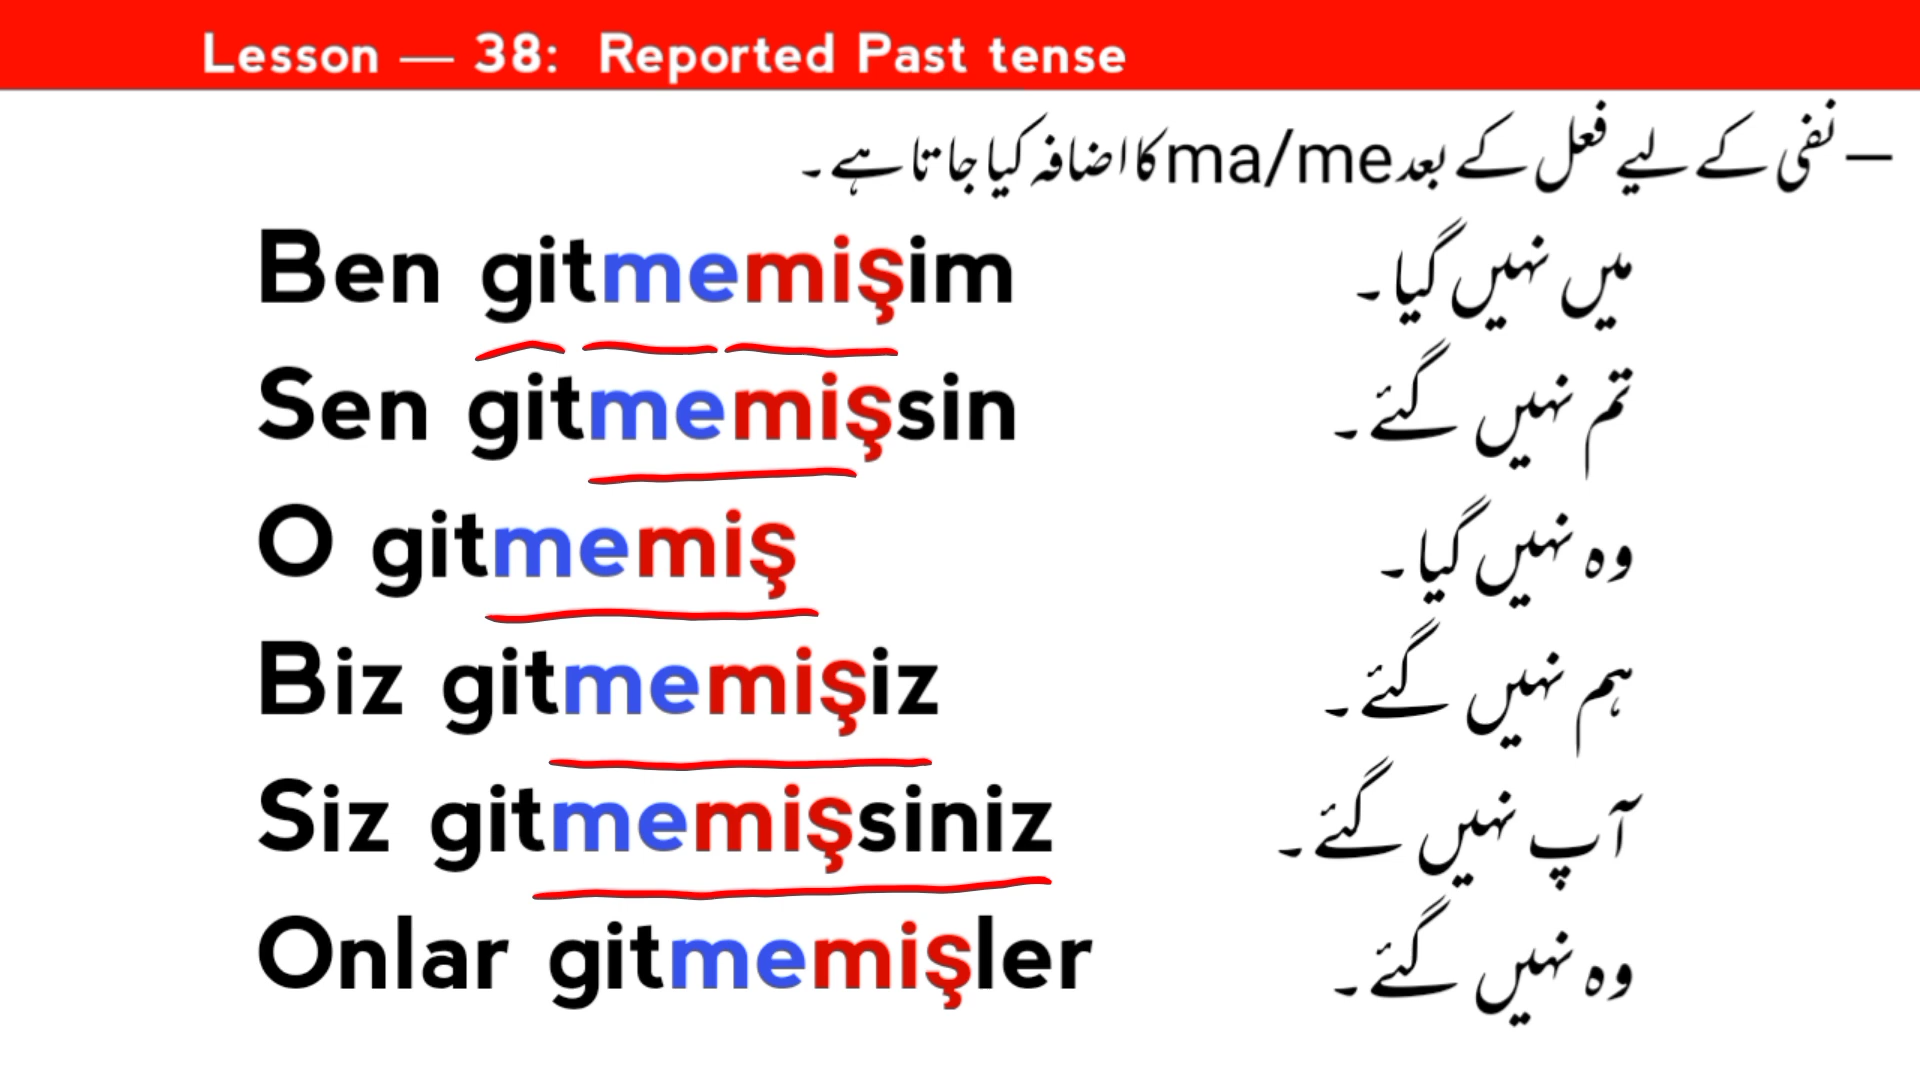 Lesson — 38: Reported Past tense
— نفی کے لیے فعل کے بعد ma/me کا اضافہ کیا جاتا ہے۔
Ben gitmemişim میں نہیں گیا۔
Sen gitmemişsin تم نہیں گئے۔
O gitmemiş وہ نہیں گیا۔
Biz gitmemişiz ہم نہیں گئے۔
Siz gitmemişsiniz آپ نہیں گئے۔
Onlar gitmemişler وہ نہیں گئے۔